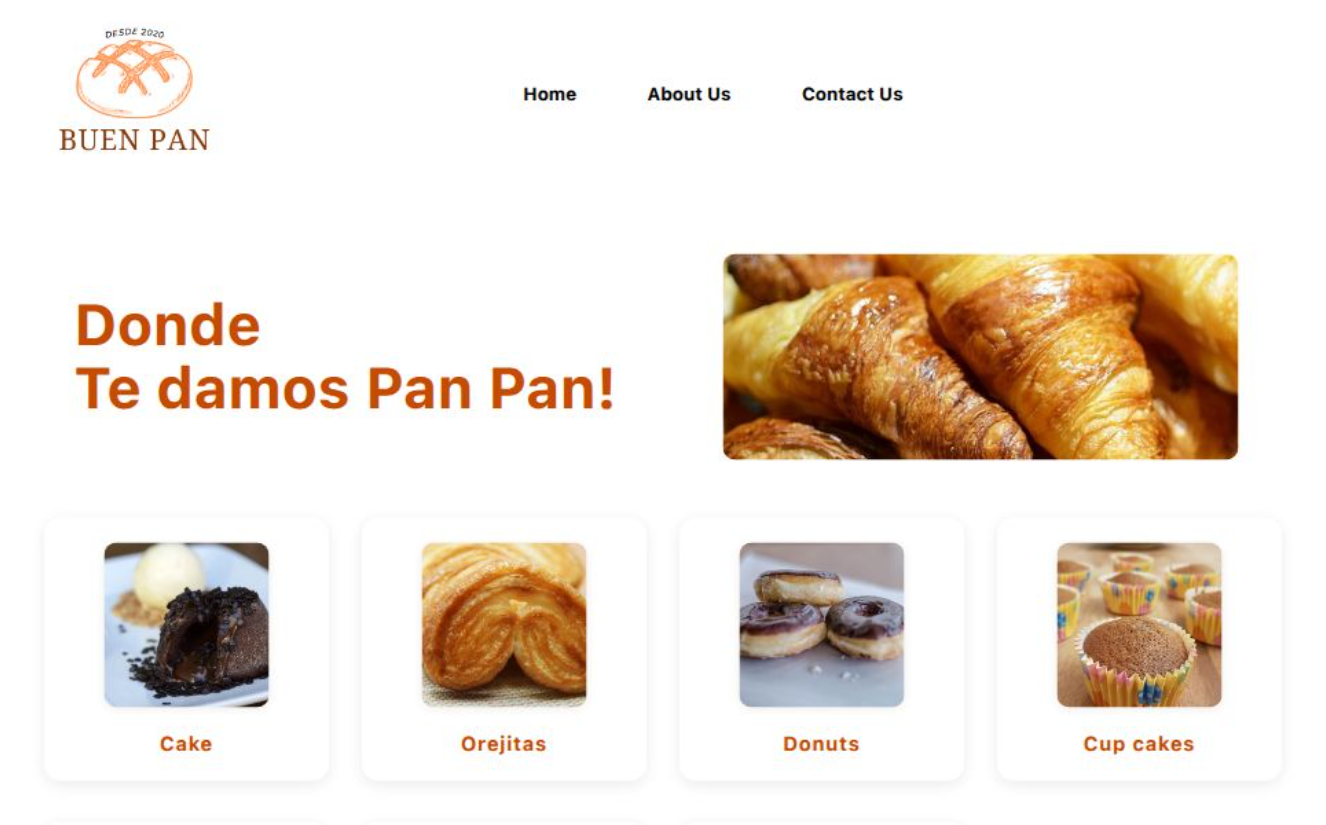 DESDE 2020
BUEN PAN
Home
About Us
Contact Us
Donde
Te damos Pan Pan!
Cake
Orejitas
Donuts
Cup cakes